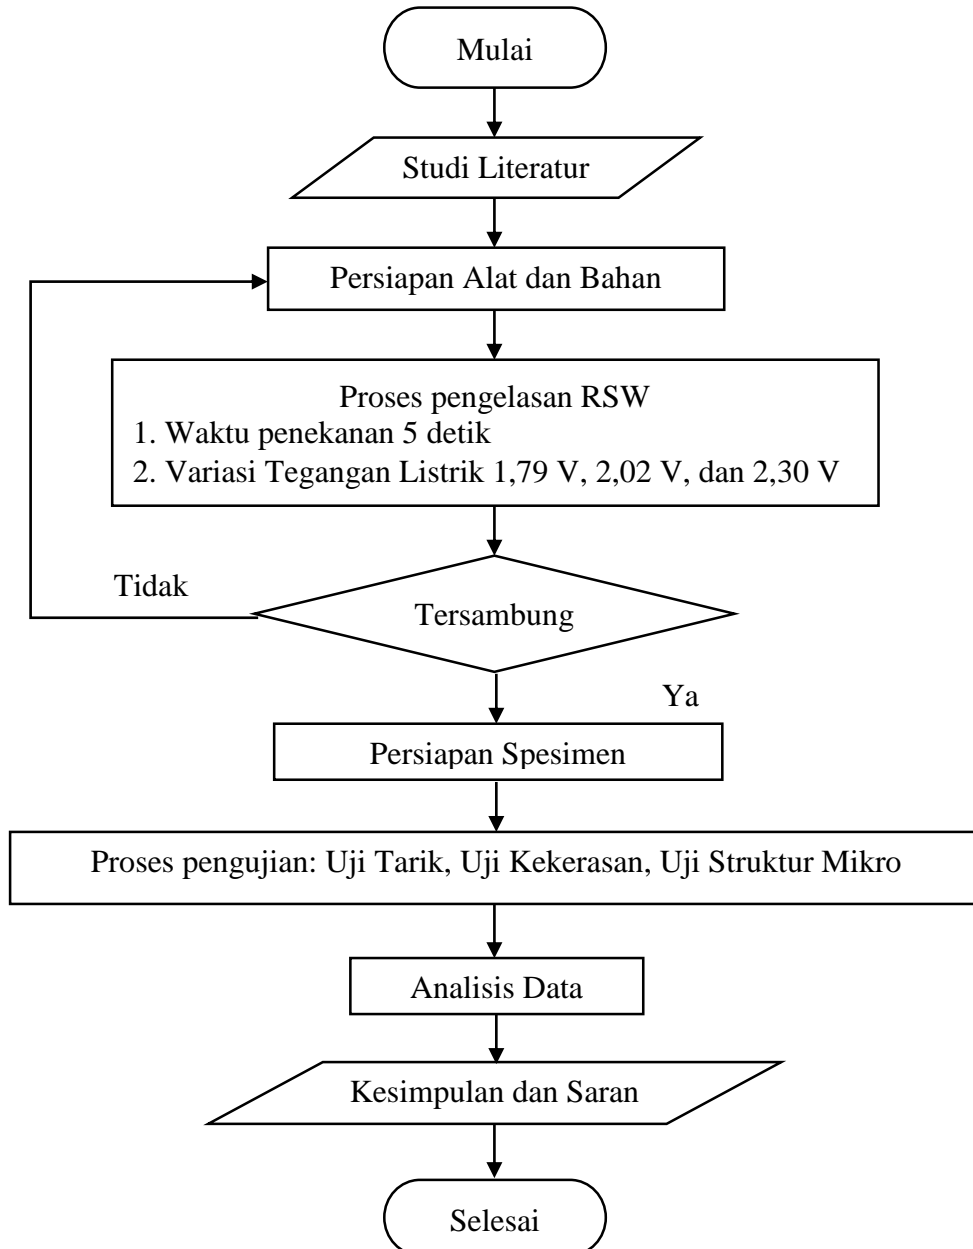 Mulai
Studi Literatur
Persiapan Alat dan Bahan
Proses pengelasan RSW
1. Waktu penekanan 5 detik
2. Variasi Tegangan Listrik 1,79 V, 2,02 V, dan 2,30 V
Tidak
Tersambung
Ya
Persiapan Spesimen
Proses pengujian: Uji Tarik, Uji Kekerasan, Uji Struktur Mikro
Analisis Data
Kesimpulan dan Saran
Selesai